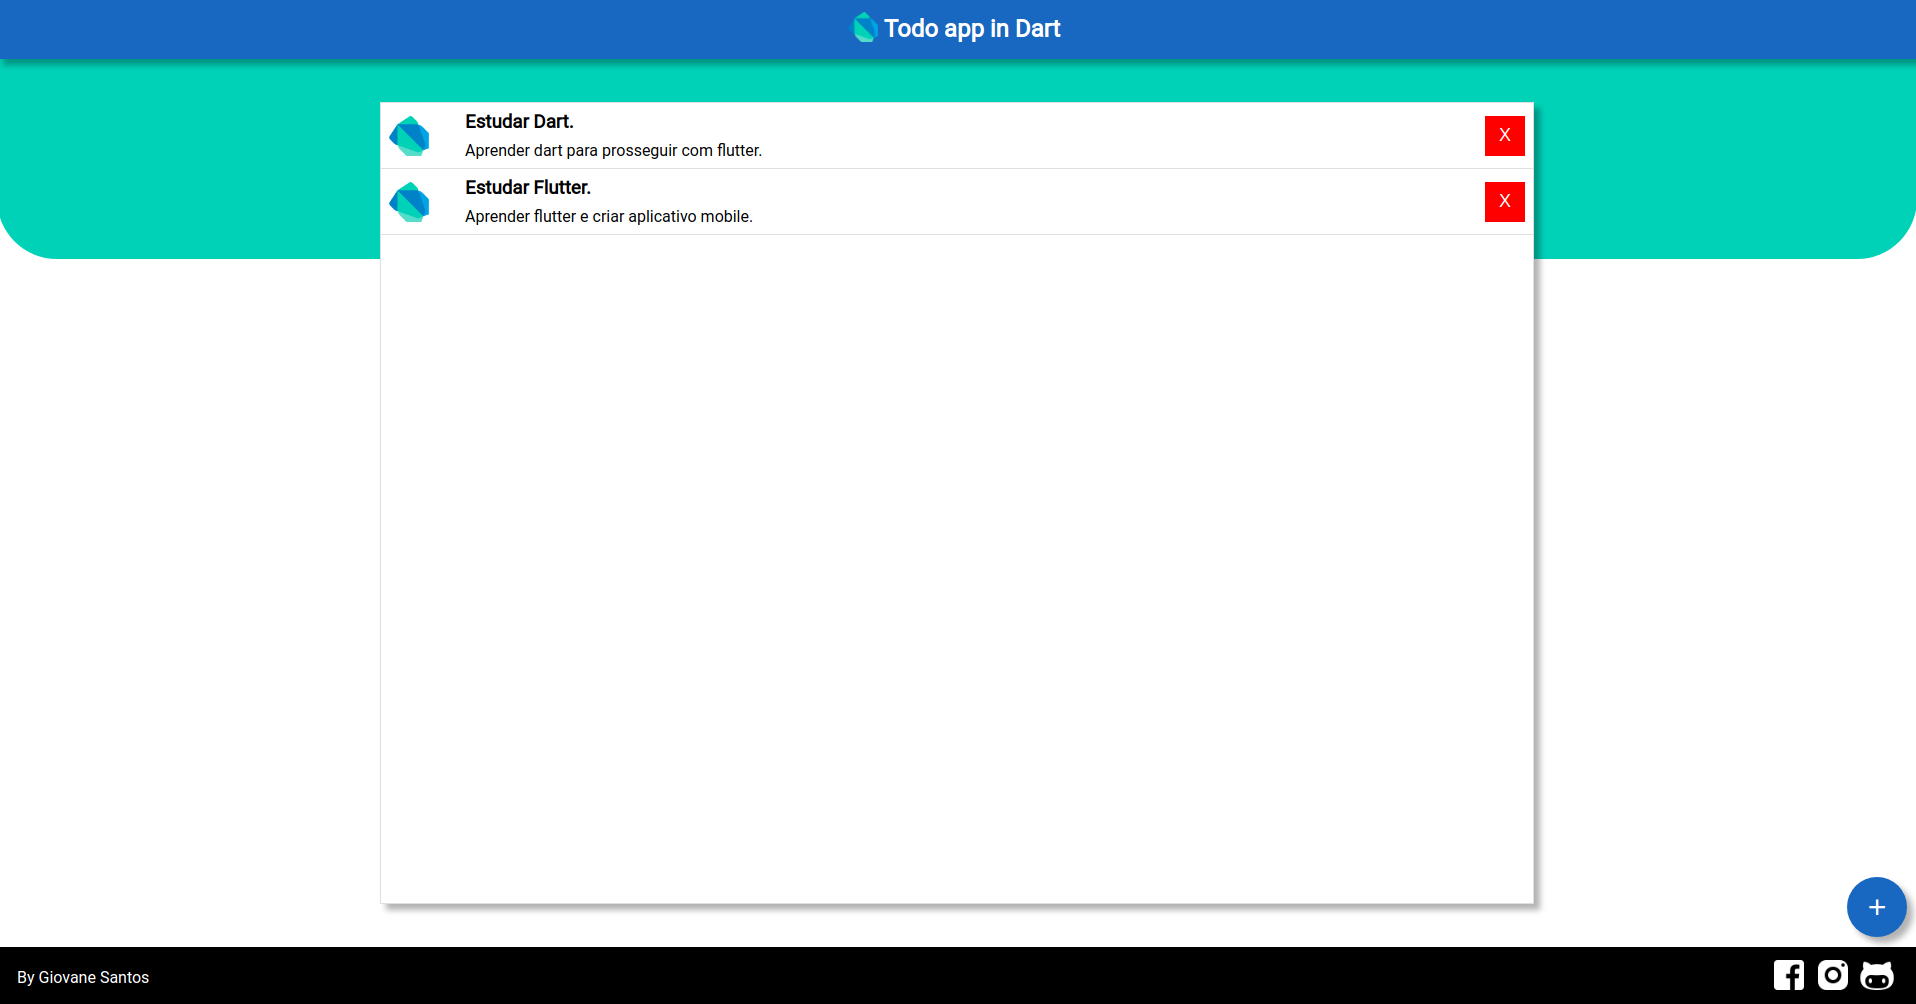 Todo app in Dart
Estudar Dart.
Aprender dart para prosseguir com flutter.
X
Estudar Flutter.
Aprender flutter e criar aplicativo mobile.
X
+
By Giovane Santos